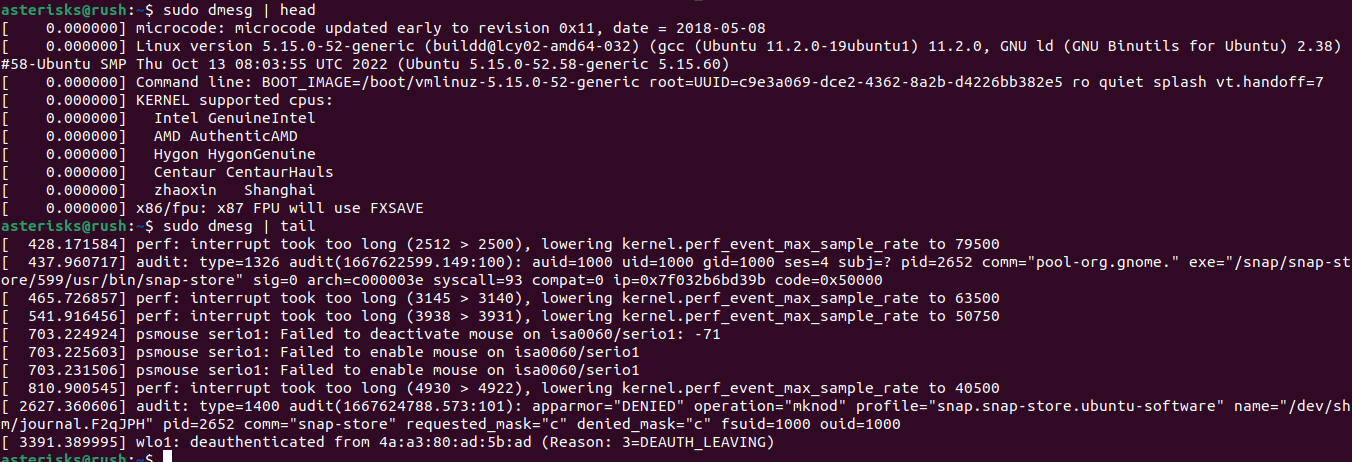 asterisks@rush:~$ sudo dmesg | head
[    0.000000] microcode: microcode updated early to revision 0x11, date = 2018-05-08
[    0.000000] Linux version 5.15.0-52-generic (buildd@lcy02-amd64-032) (gcc (Ubuntu 11.2.0-19ubuntu1) 11.2.0, GNU ld (GNU Binutils for Ubuntu) 2.38)
#58-Ubuntu SMP Thu Oct 13 08:03:55 UTC 2022 (Ubuntu 5.15.0-52.58-generic 5.15.60)
[    0.000000] Command line: BOOT_IMAGE=/boot/vmlinuz-5.15.0-52-generic root=UUID=c9e3a069-dce2-4362-8a2b-d4226bb382e5 ro quiet splash vt.handoff=7
[    0.000000] KERNEL supported cpus:
[    0.000000]   Intel GenuineIntel
[    0.000000]   AMD AuthenticAMD
[    0.000000]   Hygon HygonGenuine
[    0.000000]   Centaur CentaurHauls
[    0.000000]   zhaoxin   Shanghai
[    0.000000] x86/fpu: x87 FPU will use FXSAVE
asterisks@rush:~$ sudo dmesg | tail
[  428.171584] perf: interrupt took too long (2512 > 2500), lowering kernel.perf_event_max_sample_rate to 79500
[  437.960717] audit: type=1326 audit(1667622599.149:100): auid=1000 uid=1000 gid=1000 ses=4 subj=? pid=2652 comm="pool-org.gnome." exe="/snap/snap-st
ore/599/usr/bin/snap-store" sig=0 arch=c000003e syscall=93 compat=0 ip=0x7f032b6bd39b code=0x50000
[  465.726857] perf: interrupt took too long (3145 > 3140), lowering kernel.perf_event_max_sample_rate to 63500
[  541.916456] perf: interrupt took too long (3938 > 3931), lowering kernel.perf_event_max_sample_rate to 50750
[  703.224924] psmouse serio1: Failed to deactivate mouse on isa0060/serio1: -71
[  703.225603] psmouse serio1: Failed to enable mouse on isa0060/serio1
[  703.231506] psmouse serio1: Failed to enable mouse on isa0060/serio1
[  810.900545] perf: interrupt took too long (4930 > 4922), lowering kernel.perf_event_max_sample_rate to 40500
[ 2627.360606] audit: type=1400 audit(1667624788.573:101): apparmor="DENIED" operation="mknod" profile="snap.snap-store.ubuntu-software" name="/dev/sh
m/journal.F2qJPH" pid=2652 comm="snap-store" requested_mask="c" denied_mask="c" fsuid=1000 ouid=1000
[ 3391.389995] wlo1: deauthenticated from 4a:a3:80:ad:5b:ad (Reason: 3=DEAUTH_LEAVING)
asterisks@rush:~$